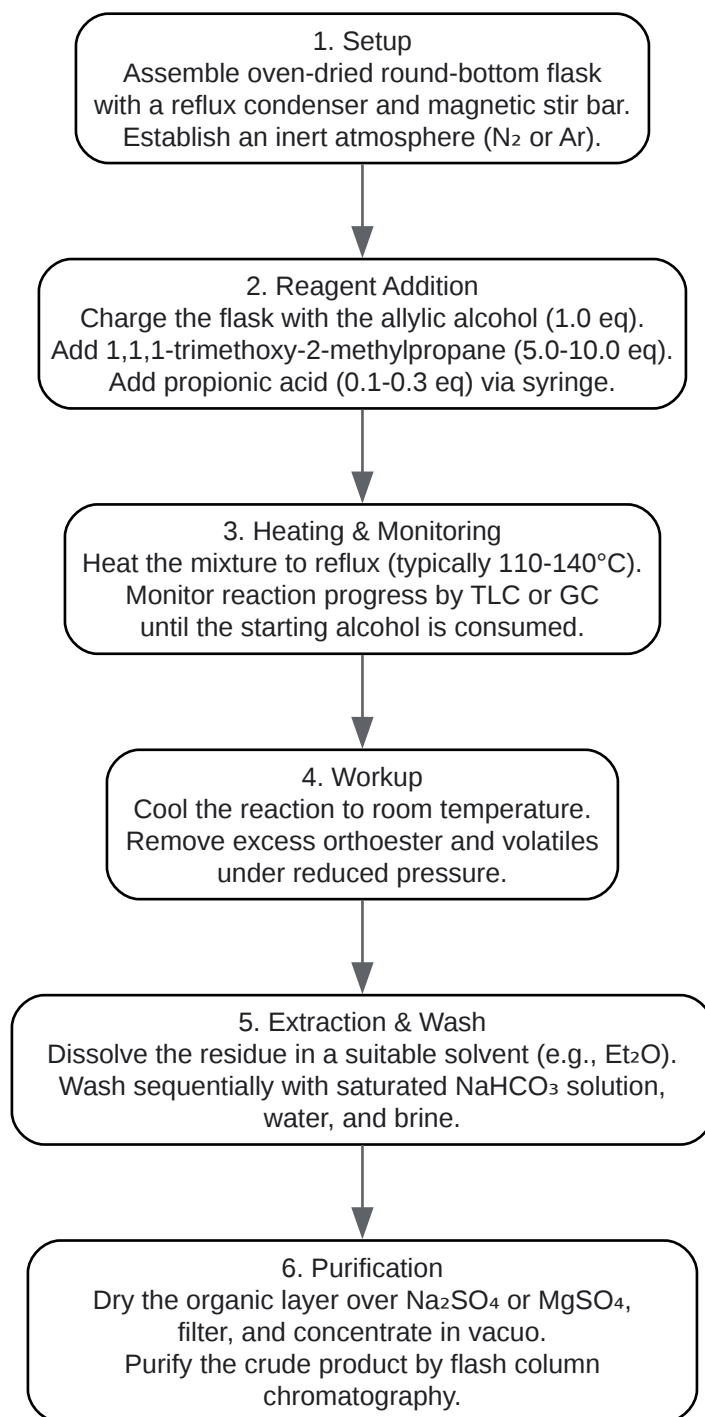 1. Setup
Assemble oven-dried round-bottom flask
with a reflux condenser and magnetic stir bar.
Establish an inert atmosphere (N₂ or Ar).
2. Reagent Addition
Charge the flask with the allylic alcohol (1.0 eq).
Add 1,1,1-trimethoxy-2-methylpropane (5.0-10.0 eq).
Add propionic acid (0.1-0.3 eq) via syringe.
3. Heating & Monitoring
Heat the mixture to reflux (typically 110-140°C).
Monitor reaction progress by TLC or GC
until the starting alcohol is consumed.
4. Workup
Cool the reaction to room temperature.
Remove excess orthoester and volatiles
under reduced pressure.
5. Extraction & Wash
Dissolve the residue in a suitable solvent (e.g., Et₂O).
Wash sequentially with saturated NaHCO₃ solution,
water, and brine.
6. Purification
Dry the organic layer over Na₂SO₄ or MgSO₄,
filter, and concentrate in vacuo.
Purify the crude product by flash column
chromatography.